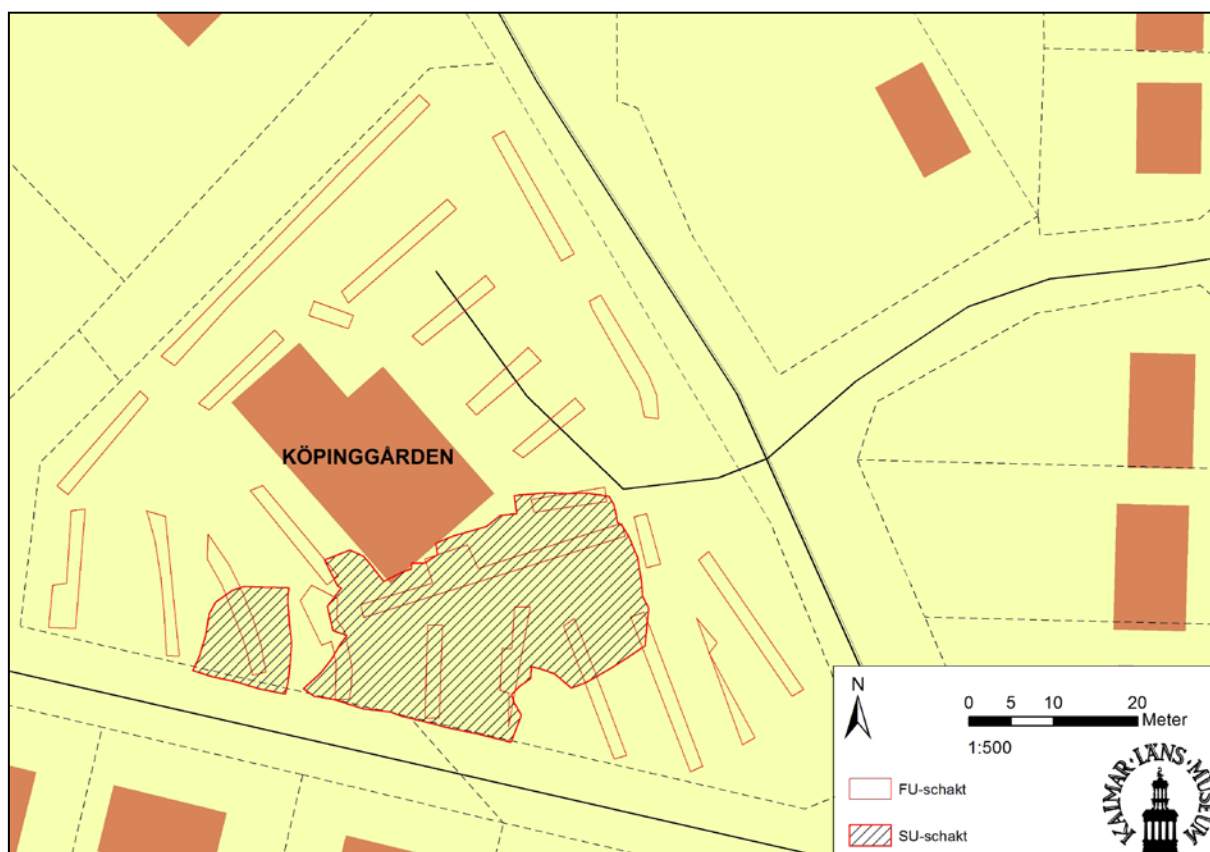 KÖPINGGÅRDEN
N
0 5 10 20
Meter
1:500
FU-schakt
SU-schakt
KALMAR·LÄNS·MUSEUM